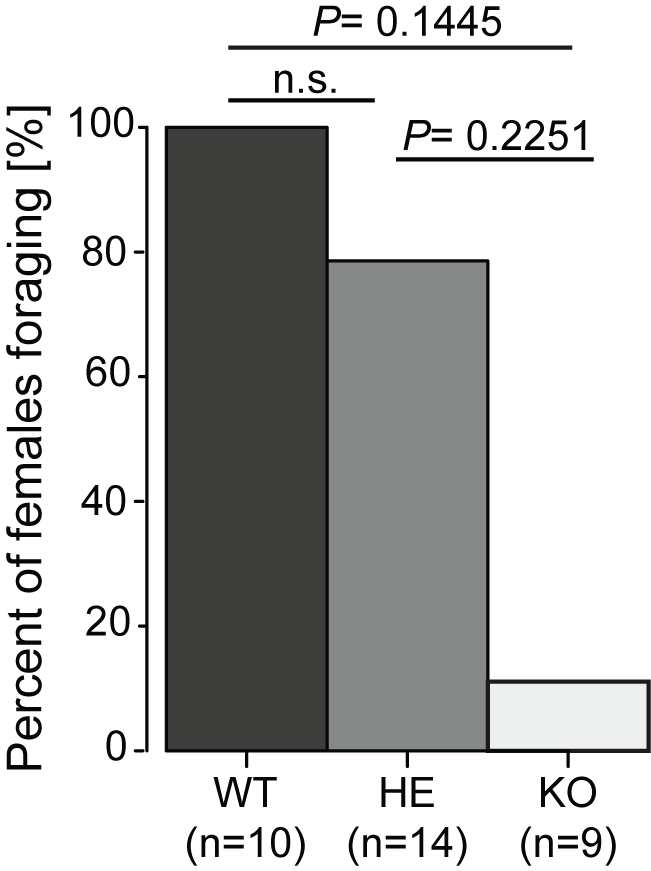 P= 0.1445
n.s.
P= 0.2251
Percent of females foraging [%]
100
80
60
40
20
0
WT HE KO
(n=10) (n=14) (n=9)